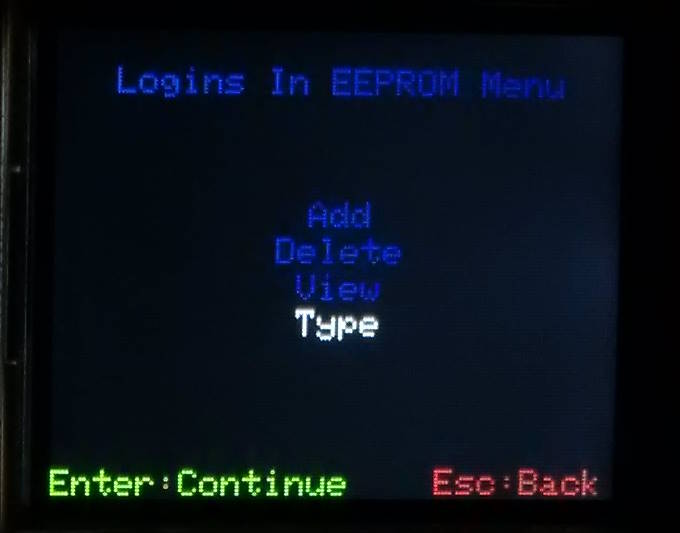 Logins In EEPROM Menu
Add
Delete
View
Type
Enter:Continue Esc:Back